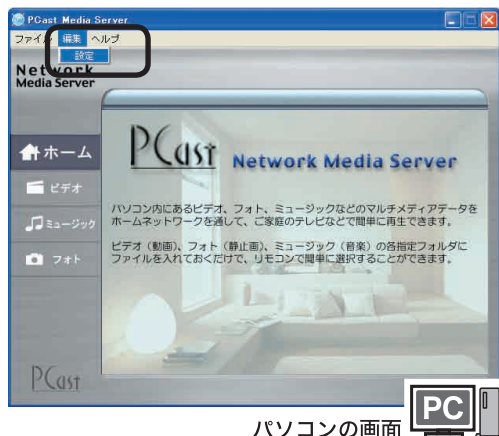 PCast Media Server
ファイル 編集 ヘルプ
設定
Network
Media Server
ホーム
ビデオ
ミュージック
フォト
PCast
PCast Network Media Server
パソコン内にあるビデオ、フォト、ミュージックなどのマルチメディアデータを
ホームネットワークを通して、ご家庭のテレビなどで簡単に再生できます。
ビデオ（動画）、フォト（静止画）、ミュージック（音楽）の各指定フォルダに
ファイルを入れておくだけで、リモコンで簡単に選択することができます。
パソコンの画面
PC